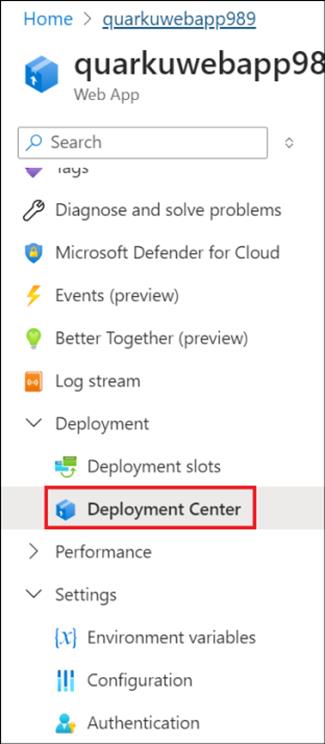 Home > quarkuwebapp989
quarkuwebapp98
Web App
Search
Tags
Diagnose and solve problems
Microsoft Defender for Cloud
Events (preview)
Better Together (preview)
Log stream
Deployment
Deployment slots
Deployment Center
Performance
Settings
{x} Environment variables
Configuration
Authentication